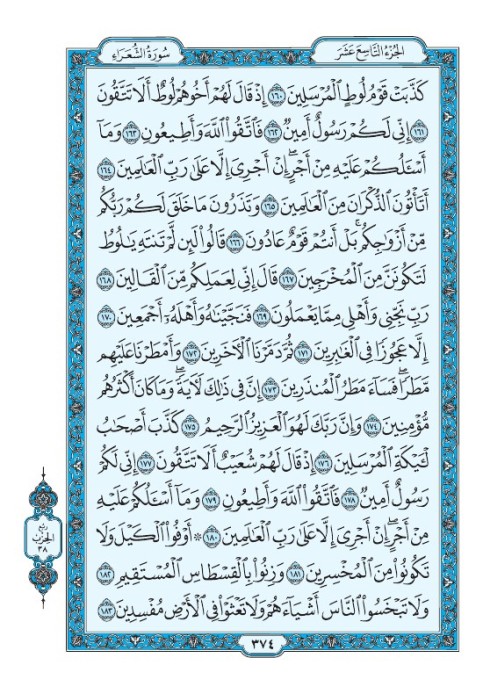 الجزء التاسع عشر
سورة الشعراء
كَذَّبَتْ قَوْمُ لُوطٍ ٱلْمُرْسَلِينَ ١٦٠ إِذْ قَالَ لَهُمْ أَخُوهُمْ لُوطٌ أَلَا تَتَّقُونَ
١٦١ إِنِّي لَكُمْ رَسُولٌ أَمِينٌ ١٦٢ فَٱتَّقُوا۟ ٱللَّهَ وَأَطِيعُونِ ١٦٣ وَمَآ
أَسْـَٔلُكُمْ عَلَيْهِ مِنْ أَجْرٍ ۖ إِنْ أَجْرِىَ إِلَّا عَلَىٰ رَبِّ ٱلْعَـٰلَمِينَ ١٦٤
أَتَأْتُونَ ٱلذُّكْرَانَ مِنَ ٱلْعَـٰلَمِينَ ١٦٥ وَتَذَرُونَ مَا خَلَقَ لَكُمْ رَبُّكُم
مِّنْ أَزْوَٰجِكُم ۚ بَلْ أَنتُمْ قَوْمٌ عَادُونَ ١٦٦ قَالُوا۟ لَئِن لَّمْ تَنتَهِ يَـٰلُوطُ
لَتَكُونَنَّ مِنَ ٱلْمُخْرَجِينَ ١٦٧ قَالَ إِنِّى لِعَمَلِكُم مِّنَ ٱلْقَالِينَ ١٦٨
رَبِّ نَجِّنِى وَأَهْلِى مِمَّا يَعْمَلُونَ ١٦٩ فَنَجَّيْنَـٰهُ وَأَهْلَهُۥٓ أَجْمَعِينَ ١٧٠
إِلَّا عَجُوزًا فِى ٱلْغَـٰبِرِينَ ١٧١ ثُمَّ دَمَّرْنَا ٱلْـَٔاخَرِينَ ١٧٢ وَأَمْطَرْنَا عَلَيْهِم
مَّطَرًا ۖ فَسَآءَ مَطَرُ ٱلْمُنذَرِينَ ١٧٣ إِنَّ فِى ذَٰلِكَ لَـَٔايَةً ۖ وَمَا كَانَ أَكْثَرُهُم
مُّؤْمِنِينَ ١٧٤ وَإِنَّ رَبَّكَ لَهُوَ ٱلْعَزِيزُ ٱلرَّحِيمُ ١٧٥ كَذَّبَ أَصْحَـٰبُ
لْـَٔيْكَةِ ٱلْمُرْسَلِينَ ١٧٦ إِذْ قَالَ لَهُمْ شُعَيْبٌ أَلَا تَتَّقُونَ ١٧٧ إِنِّى لَكُمْ
رَسُولٌ أَمِينٌ ١٧٨ فَٱتَّقُوا۟ ٱللَّهَ وَأَطِيعُونِ ١٧٩ وَمَآ أَسْـَٔلُكُمْ عَلَيْهِ
مِنْ أَجْرٍ ۖ إِنْ أَجْرِىَ إِلَّا عَلَىٰ رَبِّ ٱلْعَـٰلَمِينَ ١٨٠ ۞ أَوْفُوا۟ ٱلْكَيْلَ وَلَا
تَكُونُوا۟ مِنَ ٱلْمُخْسِرِينَ ١٨١ وَزِنُوا۟ بِٱلْقِسْطَاسِ ٱلْمُسْتَقِيمِ ١٨٢
وَلَا تَبْخَسُوا۟ ٱلنَّاسَ أَشْيَآءَهُمْ وَلَا تَعْثَوْا۟ فِى ٱلْأَرْضِ مُفْسِدِينَ ١٨٣
ربع
الحزب
٣٨
٣٧٤